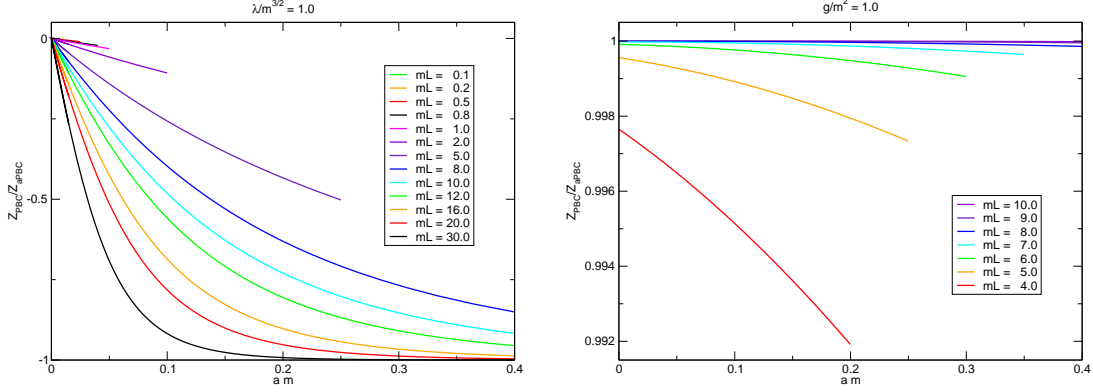 λ/m^3/2 = 1.0
0
-0.5
-1
Z_PBC/Z_aPBC
mL = 0.1
mL = 0.2
mL = 0.5
mL = 0.8
mL = 1.0
mL = 2.0
mL = 5.0
mL = 8.0
mL = 10.0
mL = 12.0
mL = 16.0
mL = 20.0
mL = 30.0
0 0.1 0.2 0.3 0.4
a m
g/m^2 = 1.0
1
0.998
0.996
0.994
0.992
Z_PBC/Z_aPBC
mL = 10.0
mL = 9.0
mL = 8.0
mL = 7.0
mL = 6.0
mL = 5.0
mL = 4.0
0 0.1 0.2 0.3 0.4
a m